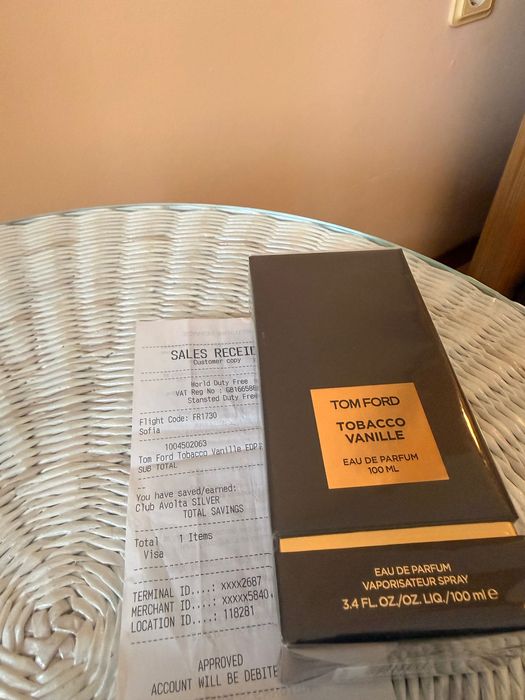 SALES RECEI
Customer copy
World Duty Free
VAT Reg No : GB166586
Stansted Duty Free
Flight Code: FR1730
Sofia
1004502063
Tom Ford Tobacco Vanille EDP
SUB TOTAL
You have saved/earned:
Club Avolta SILVER
TOTAL SAVINGS
Total 1 Items
Visa
TERMINAL ID....: xxxx2687
MERCHANT ID....: xxxxx5840
LOCATION ID....: 118281
APPROVED
ACCOUNT WILL BE DEBITE
TOM FORD
TOBACCO
VANILLE
EAU DE PARFUM
100 ML
EAU DE PARFUM
VAPORISATEUR SPRAY
3.4 FL. OZ./OZ. LIQ./100 ml e